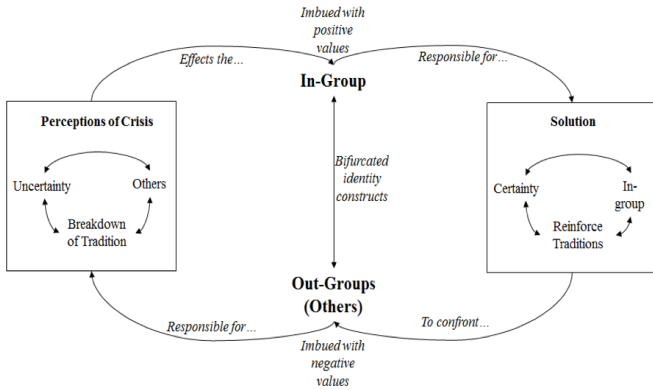 Imbued with
positive
values
Effects the…
In-Group
Responsible for…
Perceptions of Crisis
Uncertainty
Others
Breakdown
of Tradition
Bifurcated
identity
constructs
Solution
Certainty
In-
group
Reinforce
Traditions
Out-Groups
(Others)
Responsible for…
To confront…
Imbued with
negative
values